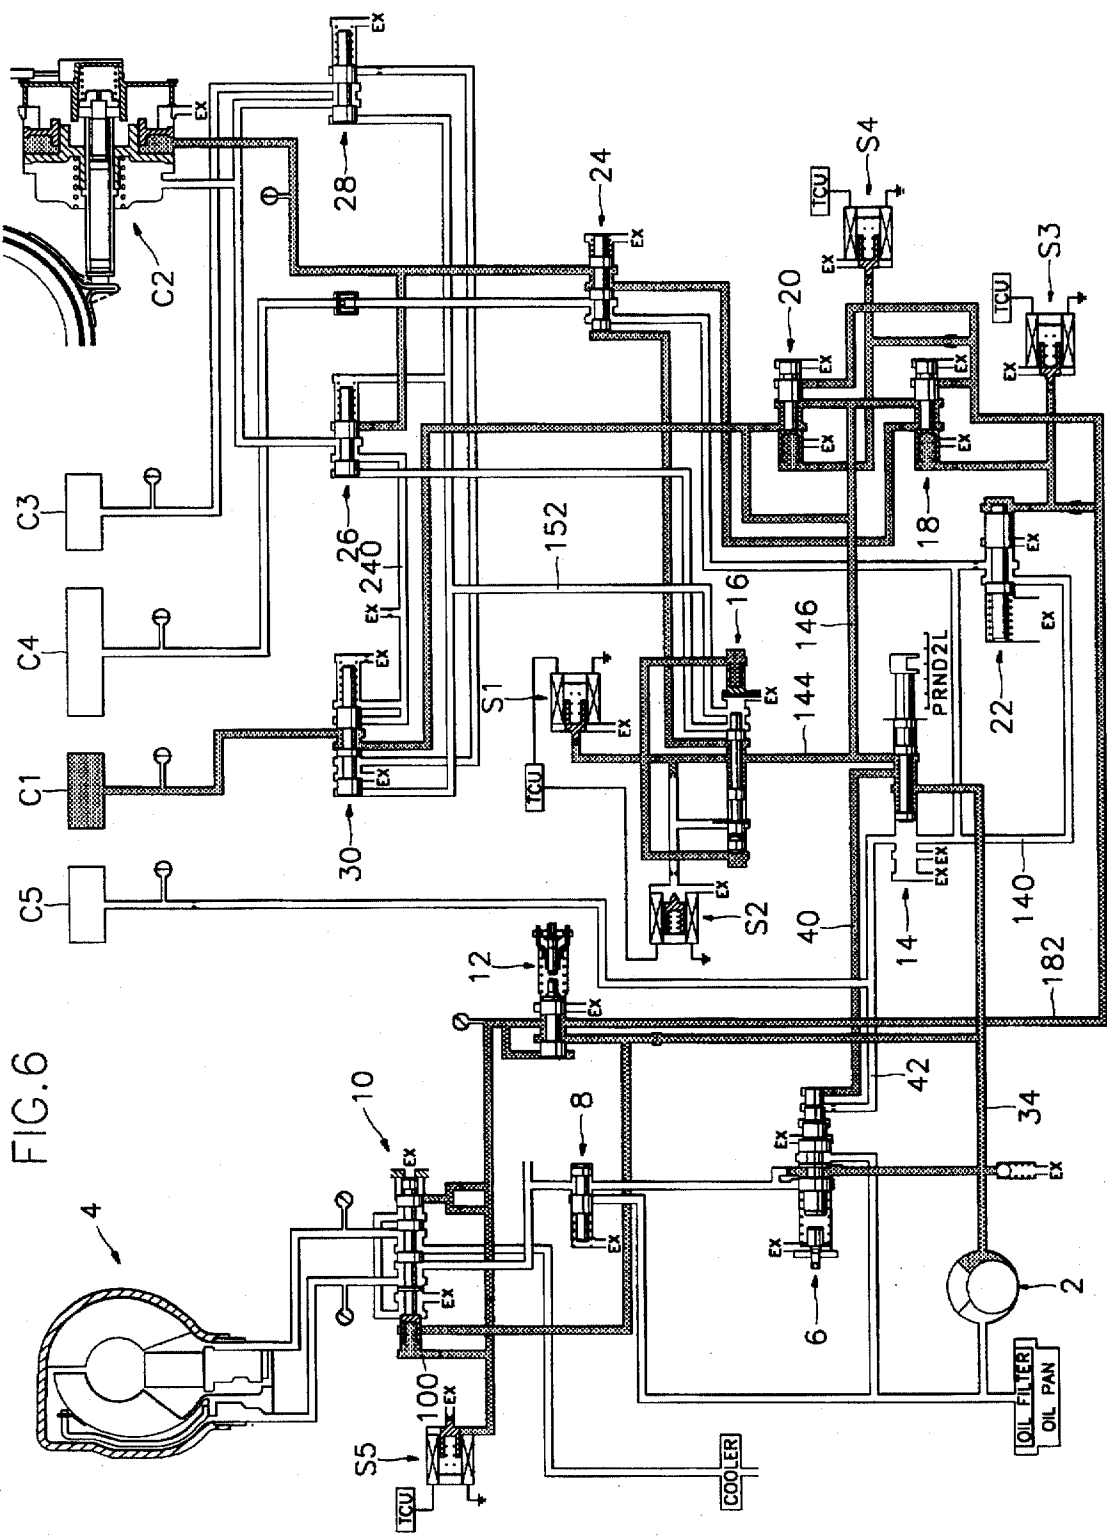 FIG.6
C5
C1
C4
C3
C2
EX
28
EX
4
10
EX
EX
100
EX
S5
TCU
12
EX
8
EX
30
EX
EX
EX
240
26
24
EX
152
S1
EX
TCU
S2
EX
16
EX
144
146
20
EX
EX
18
EX
EX
S4
TCU
EX
S3
TCU
EX
22
EX
EX
PRND2L
14
EX
EX
140
40
42
182
34
6
EX
EX
EX
2
COOLER
OIL FILTER
OIL PAN